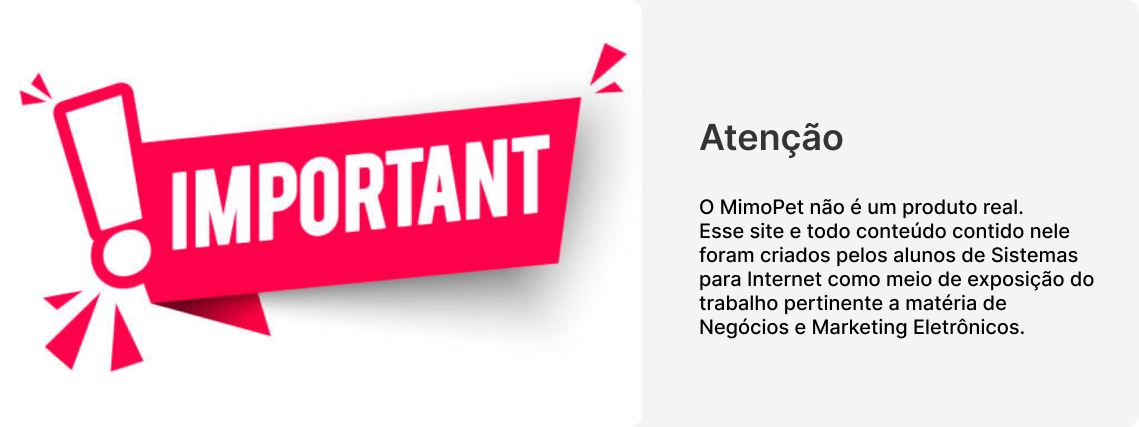 IMPORTANT
Atenção
O MimoPet não é um produto real.
Esse site e todo conteúdo contido nele
foram criados pelos alunos de Sistemas
para Internet como meio de exposição do
trabalho pertinente a matéria de
Negócios e Marketing Eletrônicos.